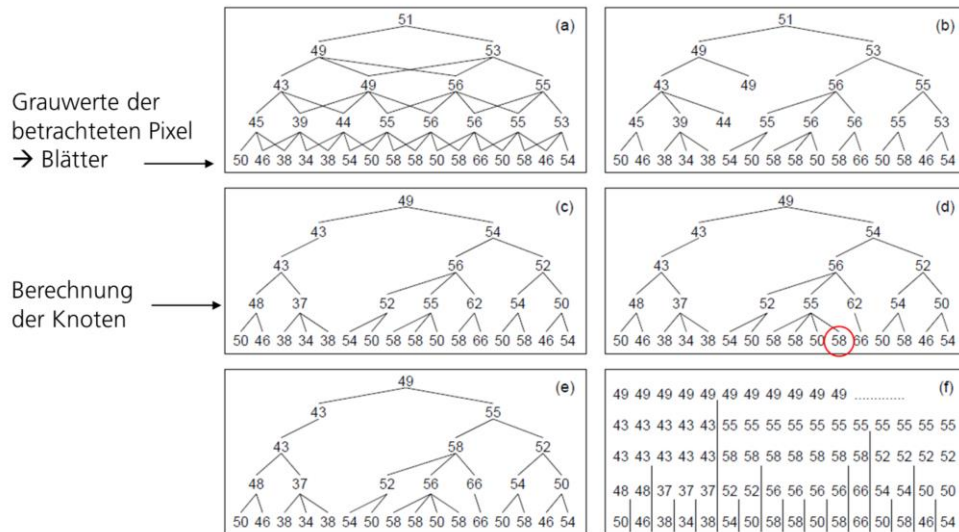 Grauwerte der
betrachteten Pixel
→ Blätter
Berechnung
der Knoten
(a)
51
49 53
43 49 56 55
45 39 44 55 56 56 55 53
50 46 38 34 38 54 50 58 58 50 58 66 50 58 46 54
(b)
51
49 53
43 49 56 55
45 39 44 55 56 56 55 53
50 46 38 34 38 54 50 58 58 50 58 66 50 58 46 54
(c)
49
43 54
43 56 52
48 37 52 55 62 54 50
50 46 38 34 38 54 50 58 58 50 58 66 50 58 46 54
(d)
49
43 54
43 56 52
48 37 52 55 62 54 50
50 46 38 34 38 54 50 58 58 50 58 66 50 58 46 54
(e)
49
43 55
43 58 52
48 37 52 56 66 54 50
50 46 38 34 38 54 50 58 58 50 58 66 50 58 46 54
(f)
49 49 49 49 49 49 49 49 49 49 49 ............
43 43 43 43 43 55 55 55 55 55 55 55 55 55 55 55
43 43 43 43 43 58 58 58 58 58 58 58 52 52 52 52
48 48 37 37 37 52 52 56 56 56 56 66 54 54 50 50
50 46 38 34 38 54 50 58 58 50 58 66 50 58 46 54